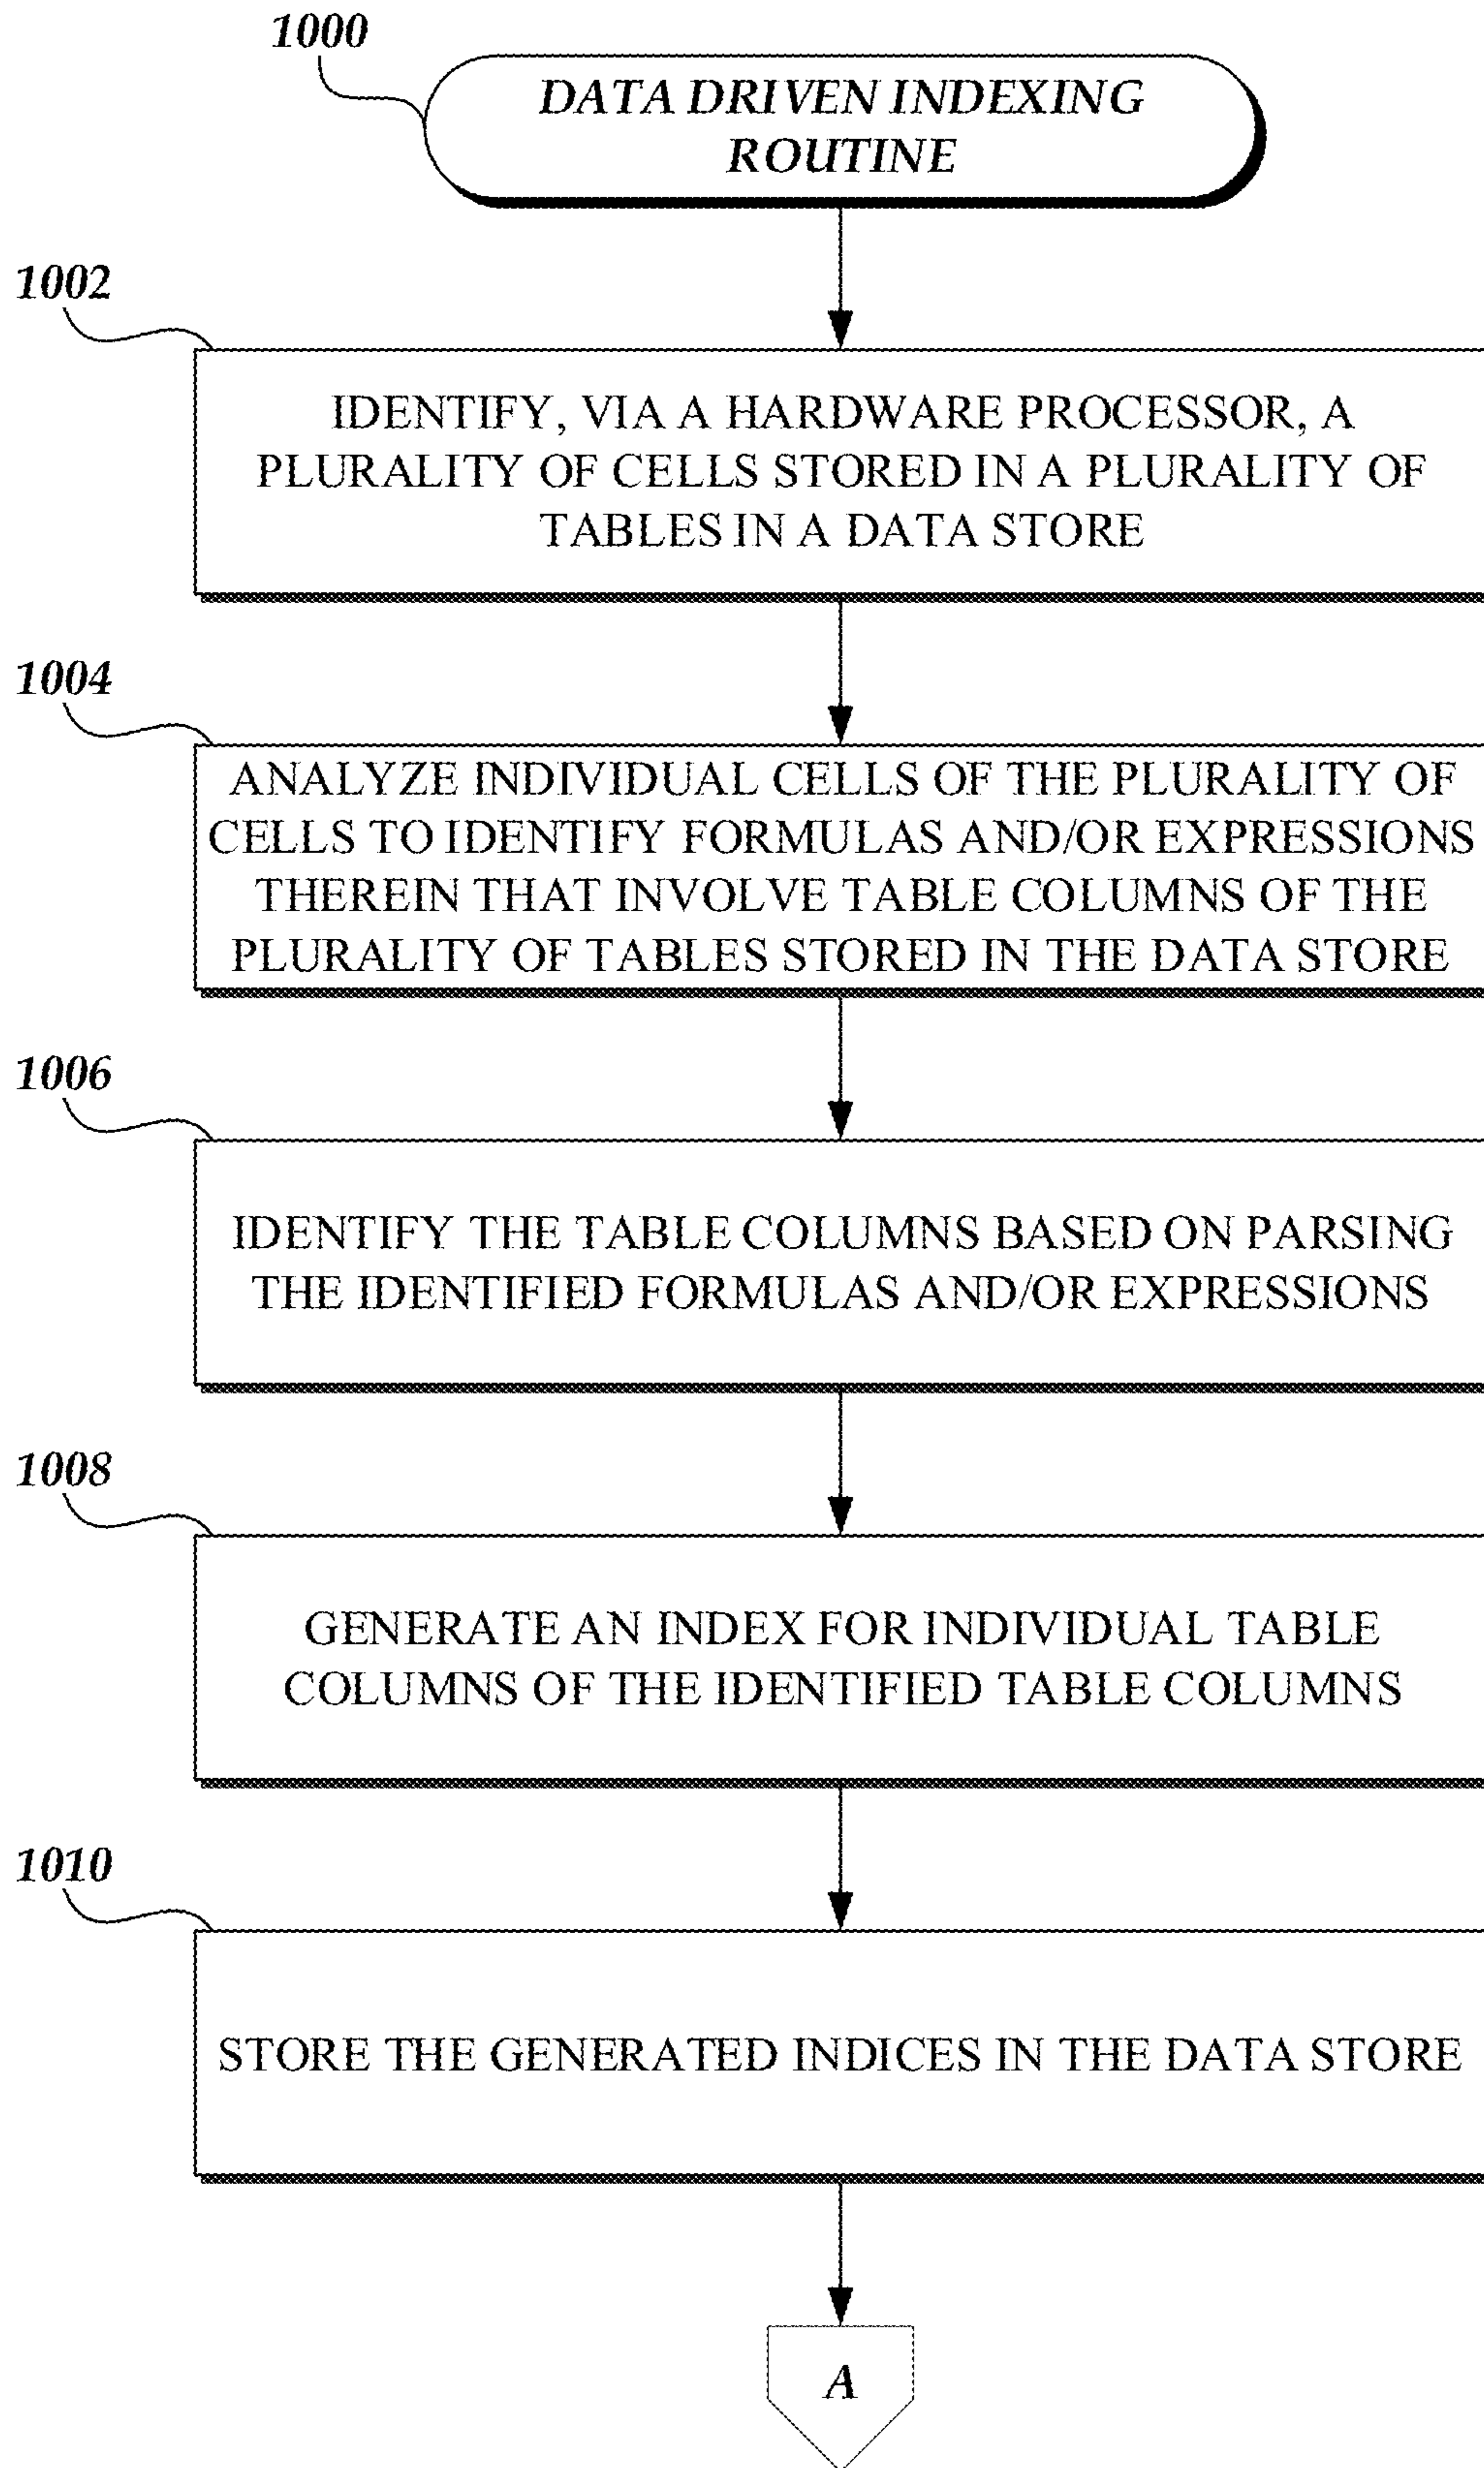 1000
DATA DRIVEN INDEXING
ROUTINE
1002
IDENTIFY, VIA A HARDWARE PROCESSOR, A
PLURALITY OF CELLS STORED IN A PLURALITY OF
TABLES IN A DATA STORE
1004
ANALYZE INDIVIDUAL CELLS OF THE PLURALITY OF
CELLS TO IDENTIFY FORMULAS AND/OR EXPRESSIONS
THEREIN THAT INVOLVE TABLE COLUMNS OF THE
PLURALITY OF TABLES STORED IN THE DATA STORE
1006
IDENTIFY THE TABLE COLUMNS BASED ON PARSING
THE IDENTIFIED FORMULAS AND/OR EXPRESSIONS
1008
GENERATE AN INDEX FOR INDIVIDUAL TABLE
COLUMNS OF THE IDENTIFIED TABLE COLUMNS
1010
STORE THE GENERATED INDICES IN THE DATA STORE
A